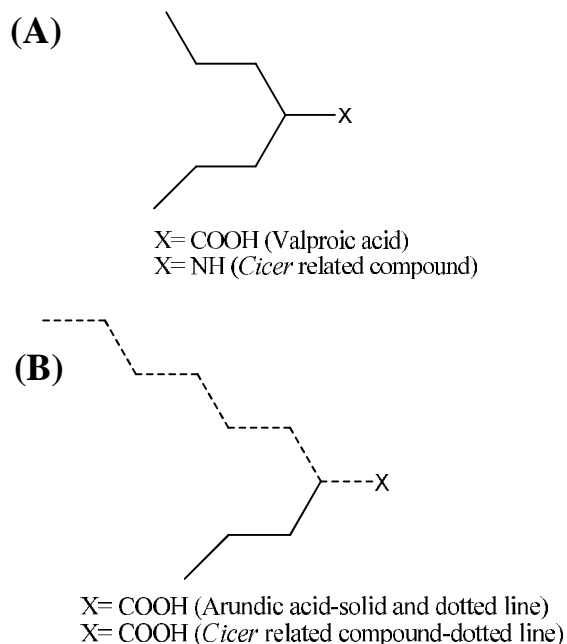 (A)
X
X= COOH (Valproic acid)
X= NH (Cicer related compound)
(B)
X
X= COOH (Arundic acid-solid and dotted line)
X= COOH (Cicer related compound-dotted line)